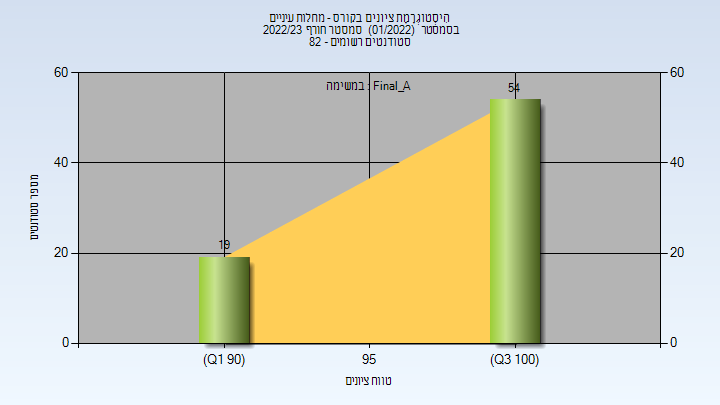 היסטוגרמת ציונים בקורס - מחלות עיניים
בסמסטר (01/2022) סמסטר חורף 2022/23
סטודנטים רשומים - 82
במשימה : Final_A
60
60
54
40
40
19
20
20
0
0
(Q1 90)
95
(Q3 100)
מספר סטודנטים
טווח ציונים